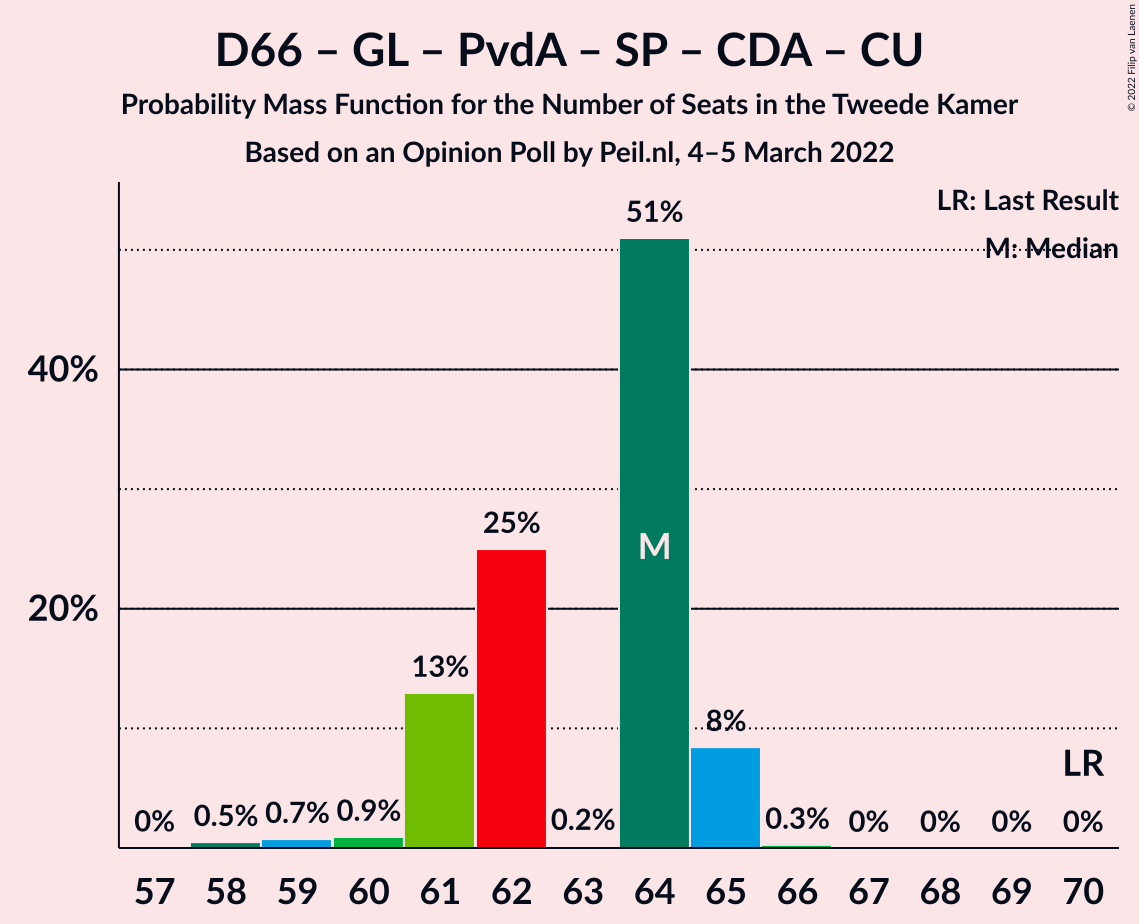 D66 – GL – PvdA – SP – CDA – CU
Probability Mass Function for the Number of Seats in the Tweede Kamer
Based on an Opinion Poll by Peil.nl, 4–5 March 2022
© 2022 Filip van Laenen
LR: Last Result
M: Median
51%
40%
25%
M
20%
13%
8%
LR
0% 0.5% 0.7% 0.9% 0.2% 0.3% 0% 0% 0% 0%
57 58 59 60 61 62 63 64 65 66 67 68 69 70